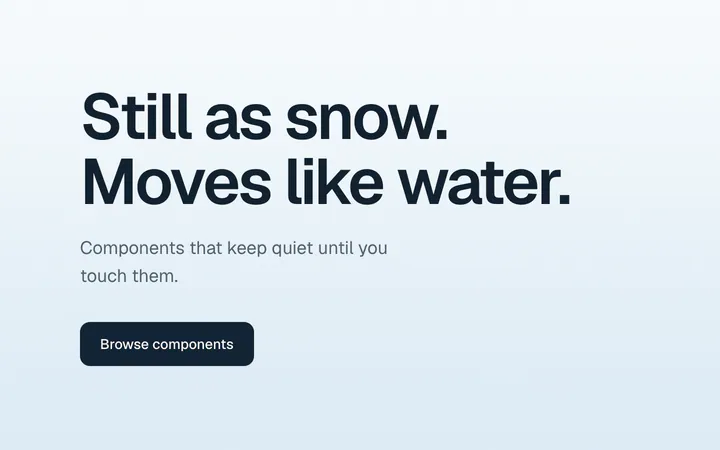 Still as snow.
Moves like water.
Components that keep quiet until you
touch them.
Browse components